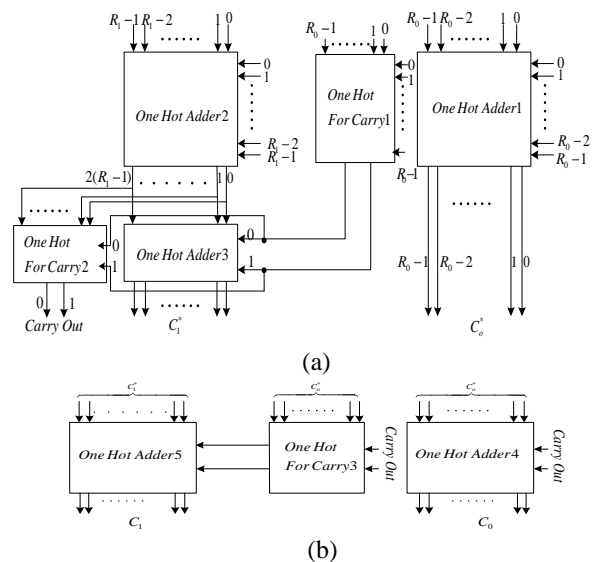 R₁−1 R₁−2 ...... 1 0
R₀−1 ...... 1 0
R₀−1 R₀−2 ...... 1 0
One Hot Adder2
0
1
R₁−2
R₁−1
One Hot
For Carry1
0
1
R₀−1
One Hot Adder1
0
1
R₀−2
R₀−1
2(R₁−1) ...... 1 0
One Hot
For Carry2
0
1
One Hot Adder3
0
1
0 1
Carry Out
C₁*
R₀−1 R₀−2 ...... 1 0
Cₒ*
(a)
C₁*
Cₒ*
Cₒ*
One Hot Adder5
One Hot
For Carry3
Carry Out
One Hot Adder4
Carry Out
C₁
C₀
(b)